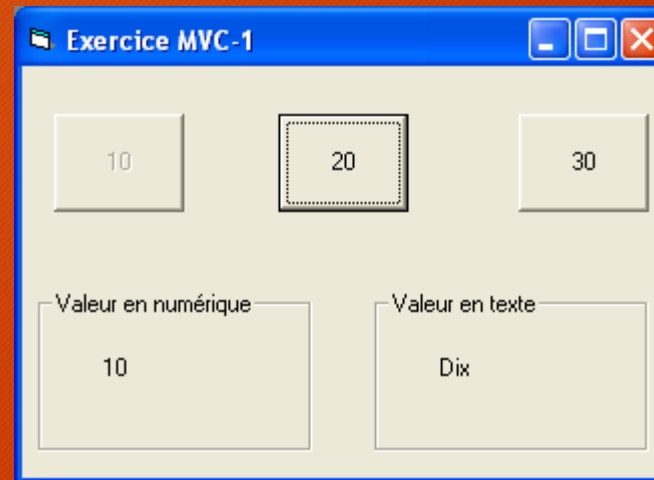 Exercice MVC-1
10
20
30
Valeur en numérique
Valeur en texte
10
Dix